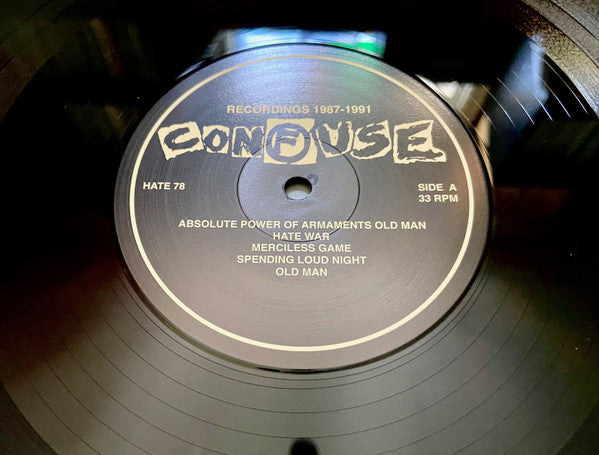 RECORDINGS 1987-1991
CONFUSE
HATE 78
SIDE A
33 RPM
ABSOLUTE POWER OF ARMAMENTS OLD MAN
HATE WAR
MERCILESS GAME
SPENDING LOUD NIGHT
OLD MAN